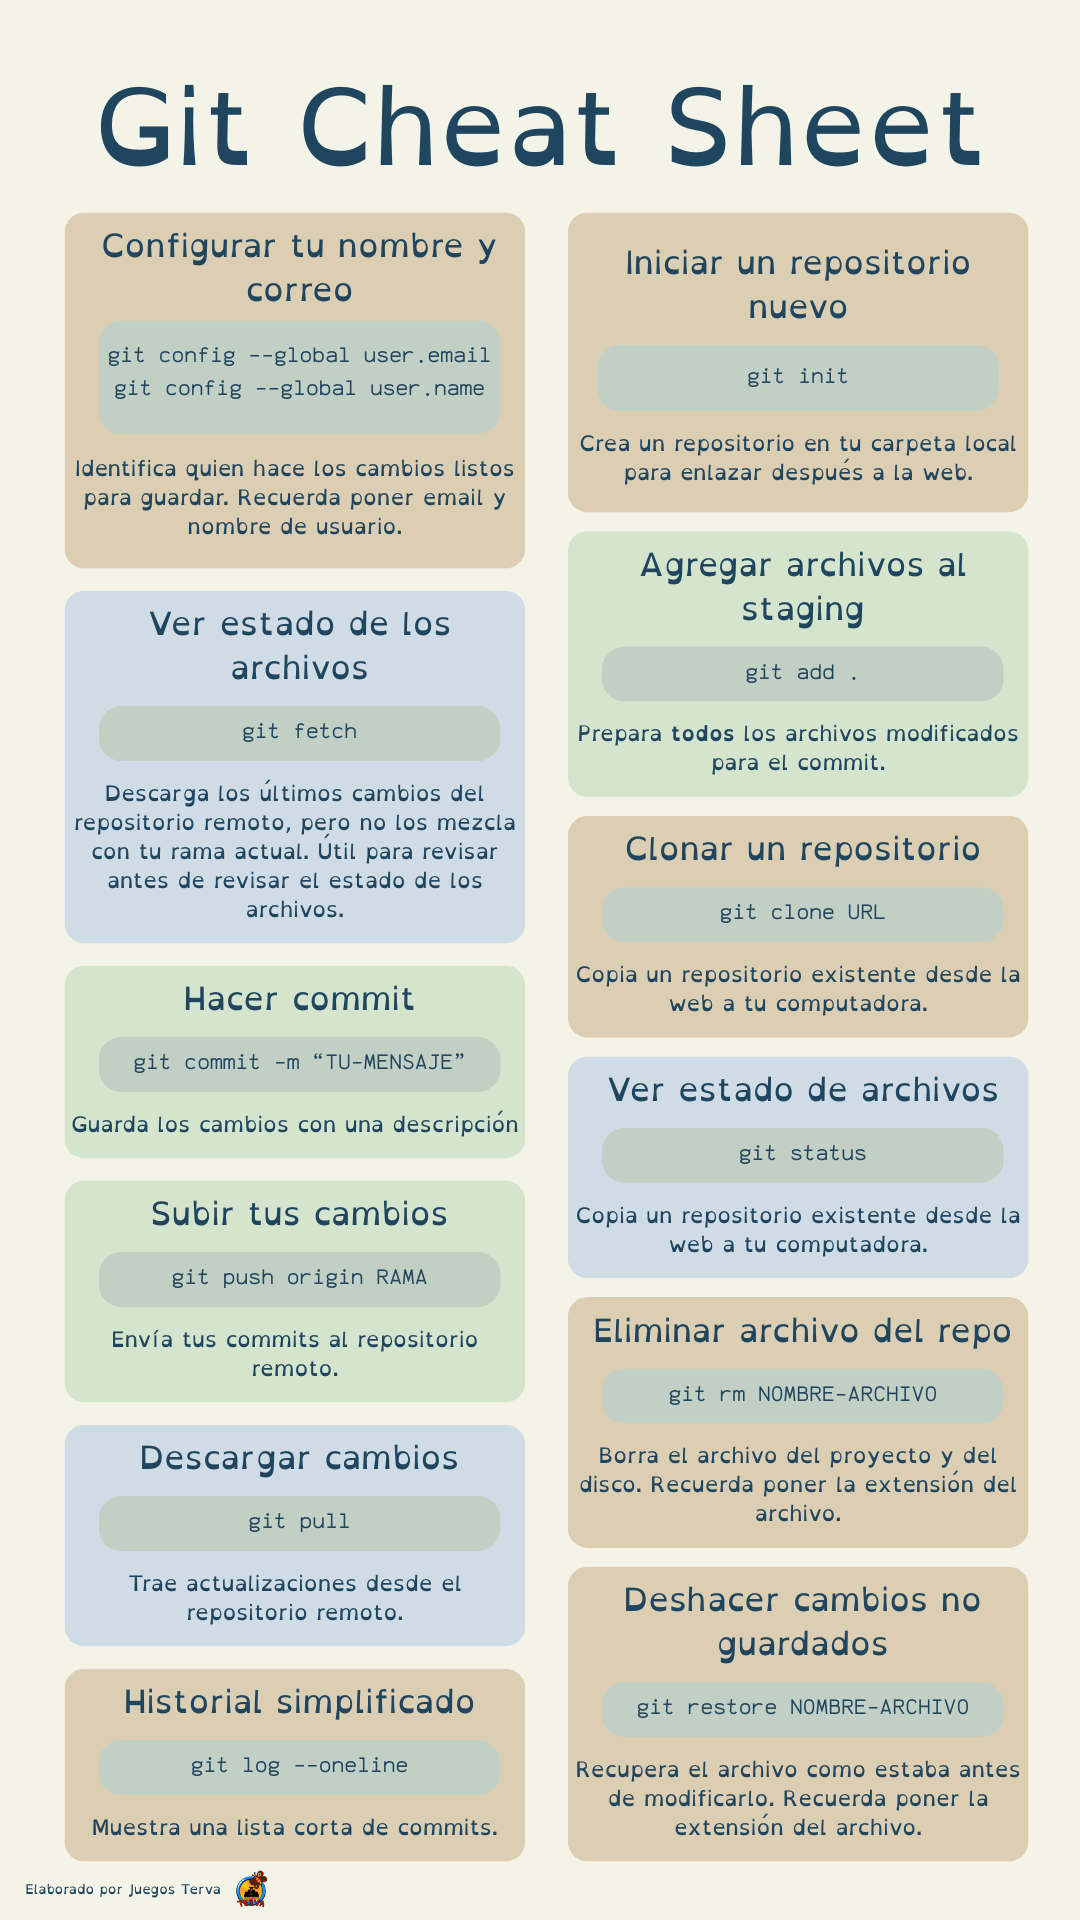 Git Cheat Sheet
Configurar tu nombre y
correo
git config --global user.email
git config --global user.name
Identifica quien hace los cambios listos
para guardar. Recuerda poner email y
nombre de usuario.
Ver estado de los
archivos
git fetch
Descarga los últimos cambios del
repositorio remoto, pero no los mezcla
con tu rama actual. Útil para revisar
antes de revisar el estado de los
archivos.
Hacer commit
git commit -m “TU-MENSAJE”
Guarda los cambios con una descripción
Subir tus cambios
git push origin RAMA
Envía tus commits al repositorio
remoto.
Descargar cambios
git pull
Trae actualizaciones desde el
repositorio remoto.
Historial simplificado
git log --oneline
Muestra una lista corta de commits.
Iniciar un repositorio
nuevo
git init
Crea un repositorio en tu carpeta local
para enlazar después a la web.
Agregar archivos al
staging
git add .
Prepara todos los archivos modificados
para el commit.
Clonar un repositorio
git clone URL
Copia un repositorio existente desde la
web a tu computadora.
Ver estado de archivos
git status
Copia un repositorio existente desde la
web a tu computadora.
Eliminar archivo del repo
git rm NOMBRE-ARCHIVO
Borra el archivo del proyecto y del
disco. Recuerda poner la extensión del
archivo.
Deshacer cambios no
guardados
git restore NOMBRE-ARCHIVO
Recupera el archivo como estaba antes
de modificarlo. Recuerda poner la
extensión del archivo.
Elaborado por Juegos Terva